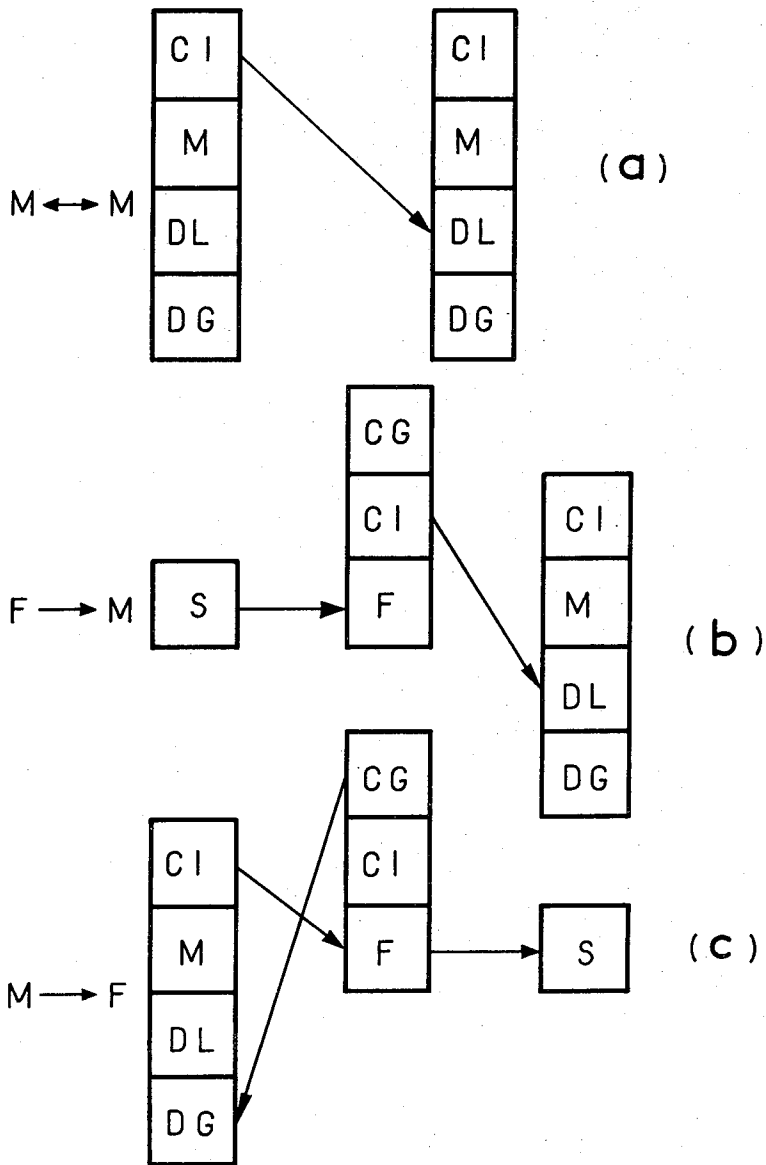 CI CI
M M
(a)
M ↔ M
DL DL
DG DG
CG
CI CI
F → M
S F M
(b)
DL
CG DG
CI CI
M F S
(c)
M → F
DL
DG